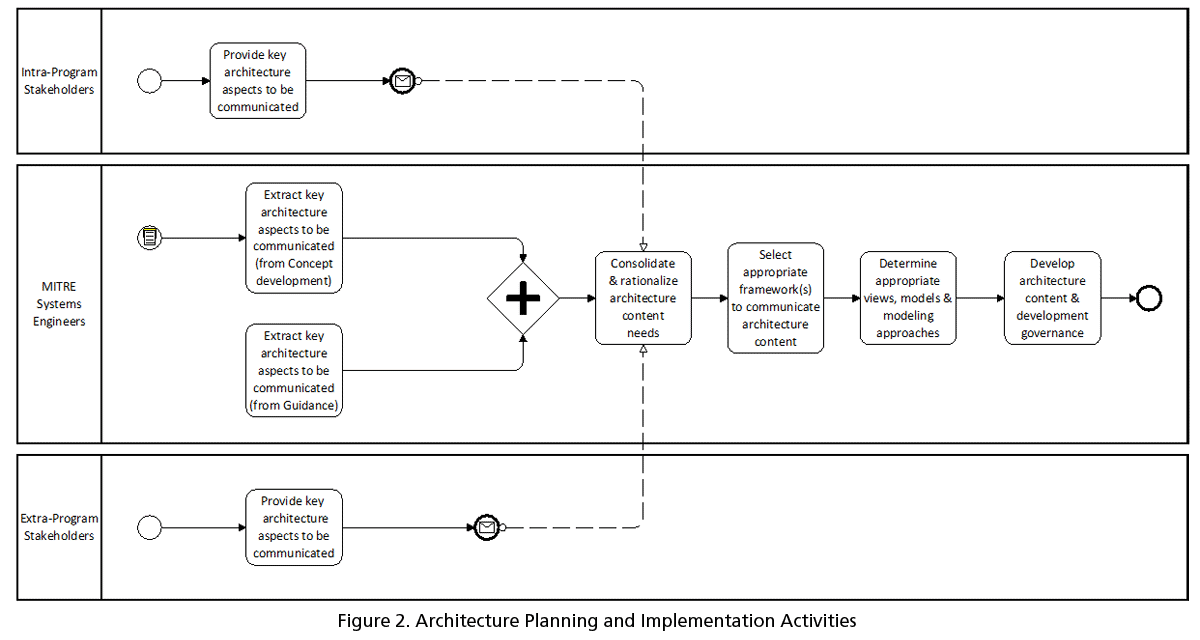 Intra-Program
Stakeholders
Provide key
architecture
aspects to be
communicated
MITRE
Systems
Engineers
Extract key
architecture
aspects to be
communicated
(from Concept
development)
Extract key
architecture
aspects to be
communicated
(from Guidance)
Consolidate
& rationalize
architecture
content
needs
Select
appropriate
framework(s)
to communicate
architecture
content
Determine
appropriate
views, models &
modeling
approaches
Develop
architecture
content &
development
governance
Extra-Program
Stakeholders
Provide key
architecture
aspects to be
communicated
Figure 2. Architecture Planning and Implementation Activities